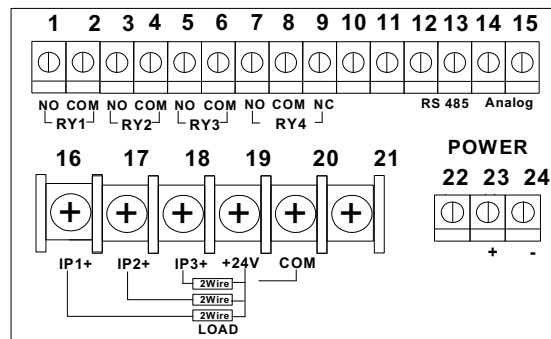 1 2 3 4 5 6 7 8 9 10 11 12 13 14 15
NO COM NO COM NO COM NO COM NC RS 485 Analog
RY1 RY2 RY3 RY4
POWER
16 17 18 19 20 21
22 23 24
+ -
IP1+ IP2+ IP3+ +24V COM
2Wire
2Wire
2Wire
LOAD